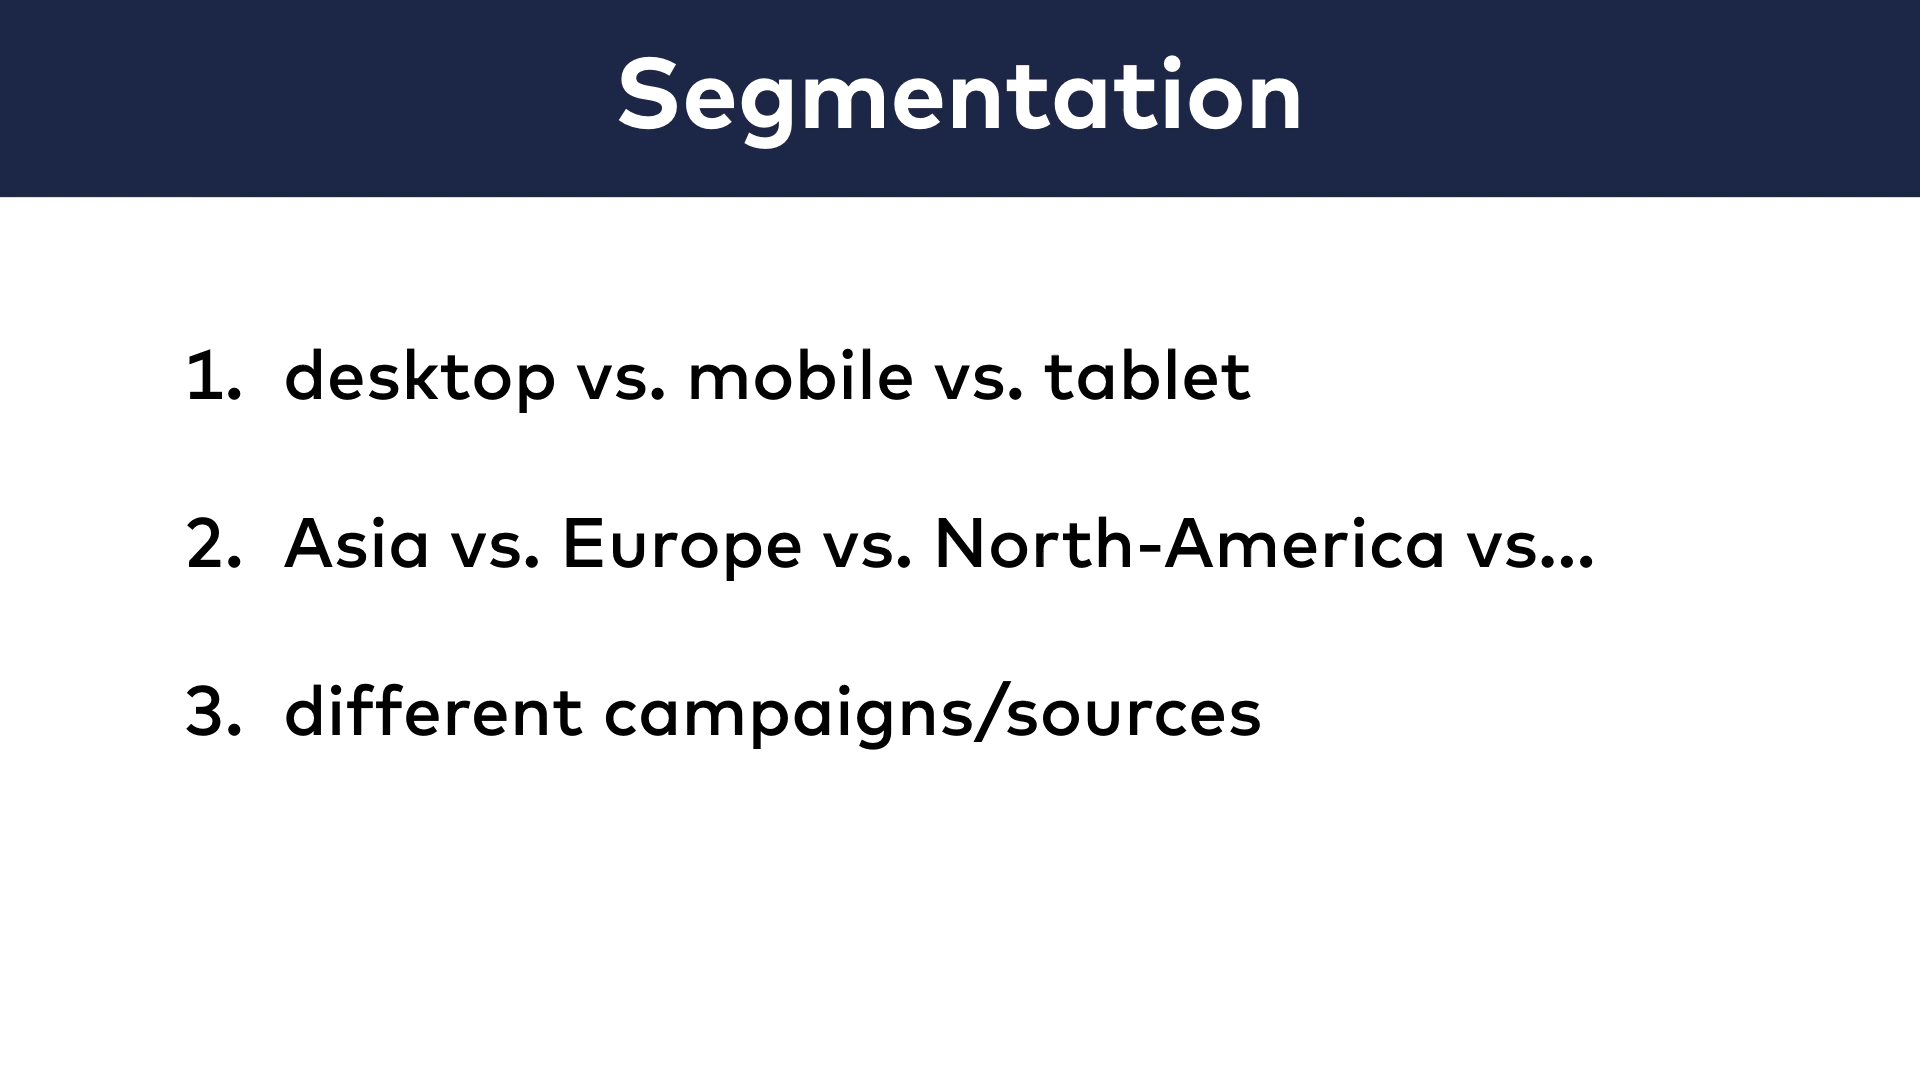 Segmentation
1. desktop vs. mobile vs. tablet
2. Asia vs. Europe vs. North-America vs...
3. different campaigns/sources